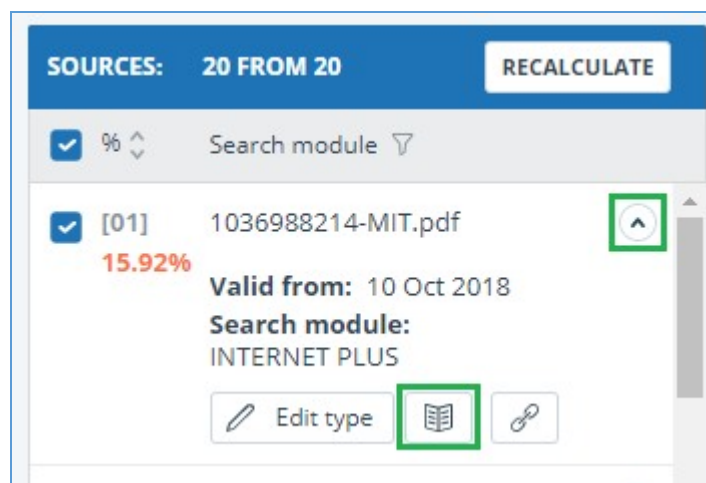 SOURCES: 20 FROM 20 RECALCULATE
% Search module
[01] 1036988214-MIT.pdf
15.92%
Valid from: 10 Oct 2018
Search module:
INTERNET PLUS
Edit type